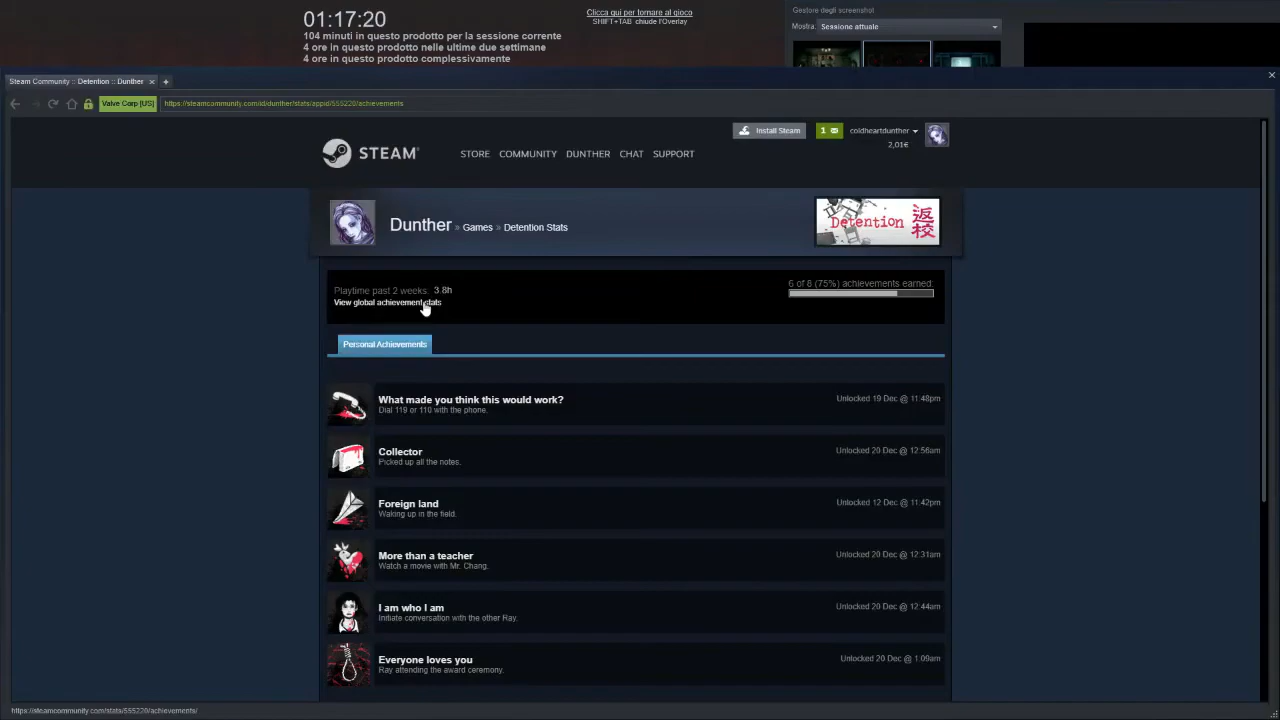 01:17:20
104 minuti in questo prodotto per la sessione corrente
4 ore in questo prodotto nelle ultime due settimane
4 ore in questo prodotto complessivamente
Clicca qui per tornare al gioco
SHIFT+TAB chiude l'Overlay
Gestore degli screenshot
Mostra: Sessione attuale
Steam Community :: Detention :: Dunther
Valve Corp [US]
https://steamcommunity.com/id/dunther?stats/appid/555220/achievements
Install Steam
1
coldheartdunther
2,01€
STEAM
STORE COMMUNITY DUNTHER CHAT SUPPORT
Dunther » Games » Detention Stats
Detention 返校
Playtime past 2 weeks: 3.8h
View global achievement stats
6 of 8 (75%) achievements earned:
Personal Achievements
What made you think this would work?
Dial 119 or 110 with the phone.
Unlocked 19 Dec @ 11:48pm
Collector
Picked up all the notes.
Unlocked 20 Dec @ 12:56am
Foreign land
Waking up in the field.
Unlocked 12 Dec @ 11:42pm
More than a teacher
Watch a movie with Mr. Chang.
Unlocked 20 Dec @ 12:31am
I am who I am
Initiate conversation with the other Ray.
Unlocked 20 Dec @ 12:44am
Everyone loves you
Ray attending the award ceremony.
Unlocked 20 Dec @ 1:09am
https://steamcommunity.com/stats/555220/achievements/